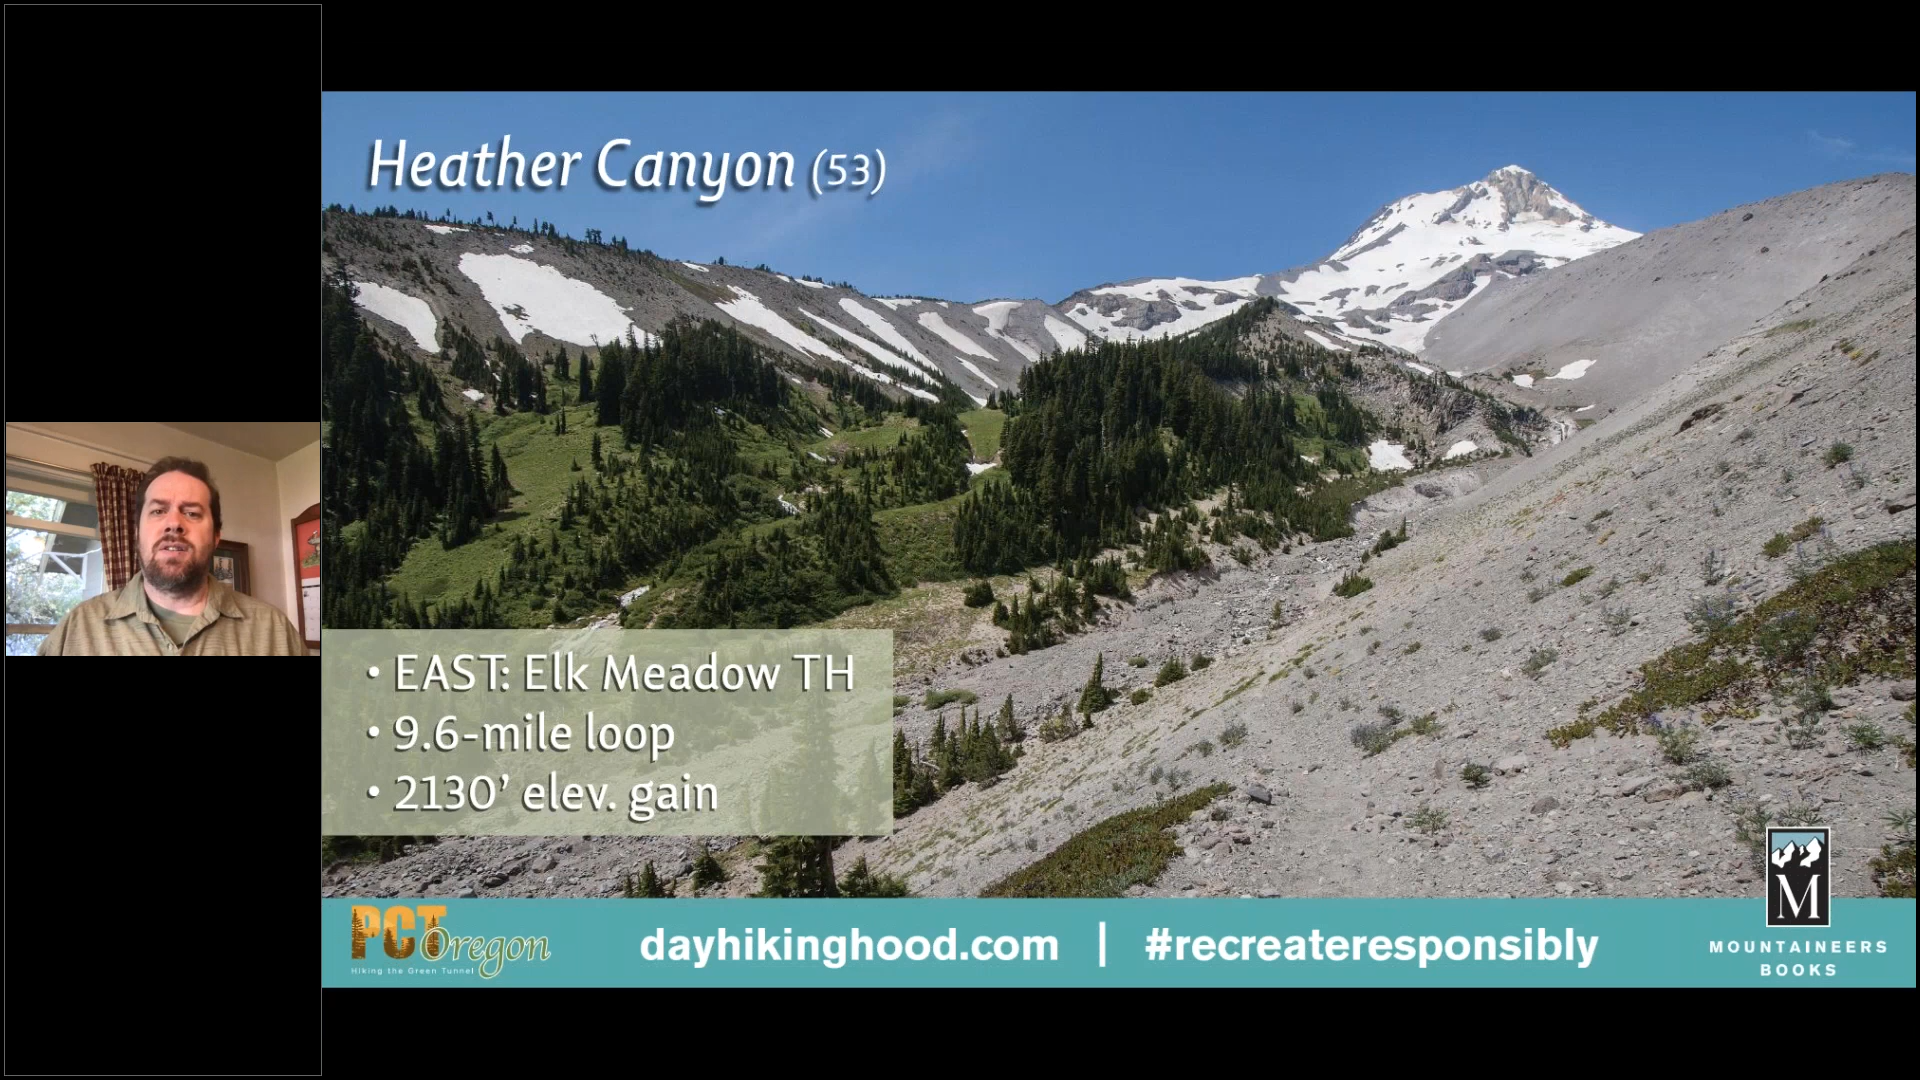 Heather Canyon (53)
• EAST: Elk Meadow TH
• 9.6-mile loop
• 2130’ elev. gain
PCT Oregon
Hiking the Green Tunnel
dayhikinghood.com | #recreateresponsibly
M
MOUNTAINEERS
BOOKS